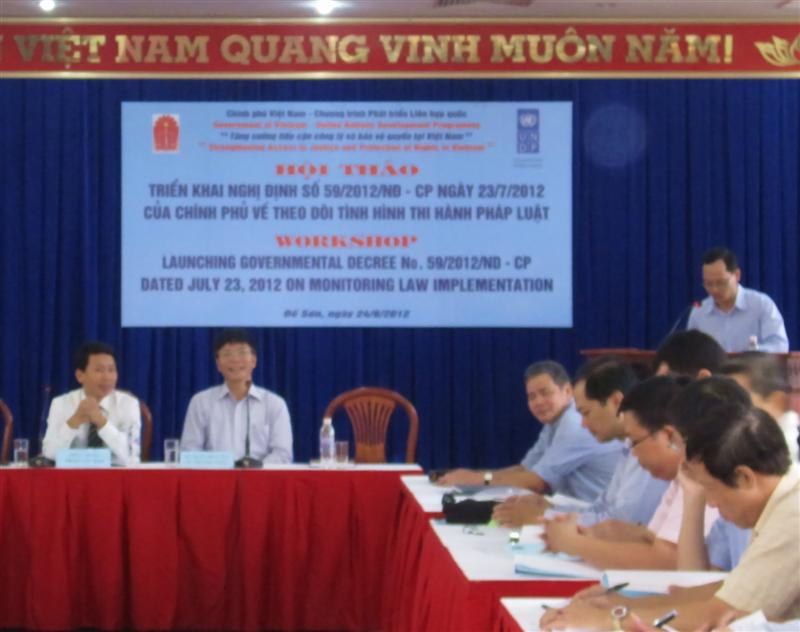 VIỆT NAM QUANG VINH MUÔN NĂM!
Chính phủ Việt Nam - Chương trình Phát triển Liên hợp quốc
Government of Vietnam - United Nations Development Programme
"Tăng cường tiếp cận công lý và bảo vệ quyền tại Việt Nam"
"Strengthening Access to Justice and Protection of Rights in Vietnam"
UNDP
HỘI THẢO
TRIỂN KHAI NGHỊ ĐỊNH SỐ 59/2012/NĐ - CP NGÀY 23/7/2012
CỦA CHÍNH PHỦ VỀ THEO DÕI TÌNH HÌNH THI HÀNH PHÁP LUẬT
WORKSHOP
LAUNCHING GOVERNMENTAL DECREE No. 59/2012/ND - CP
DATED JULY 23, 2012 ON MONITORING LAW IMPLEMENTATION
Đồ Sơn, ngày 24/8/2012